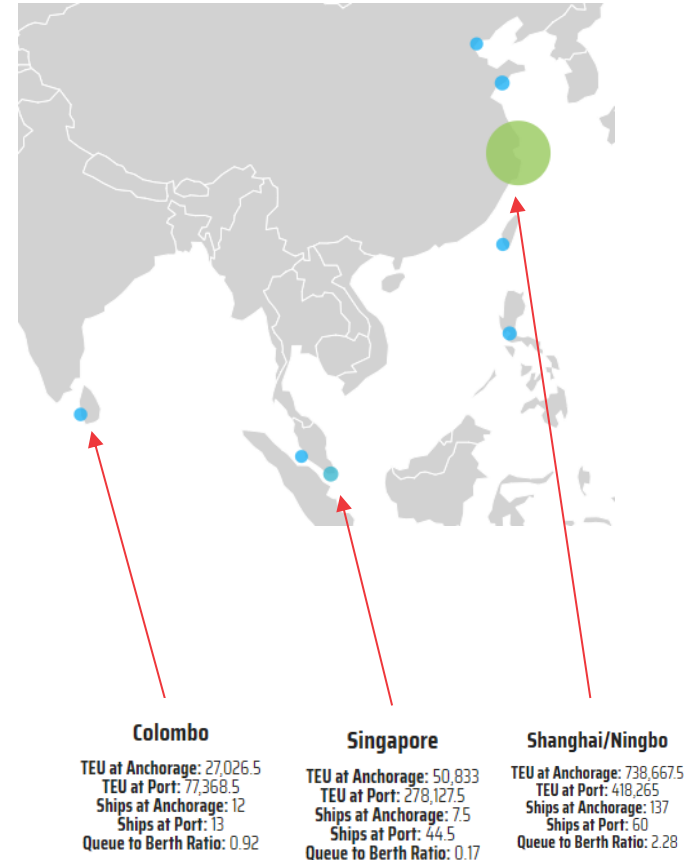 Colombo
TEU at Anchorage: 27,026.5
TEU at Port: 77,368.5
Ships at Anchorage: 12
Ships at Port: 13
Queue to Berth Ratio: 0.92
Singapore
TEU at Anchorage: 50,833
TEU at Port: 278,127.5
Ships at Anchorage: 7.5
Ships at Port: 44.5
Queue to Berth Ratio: 0.17
Shanghai/Ningbo
TEU at Anchorage: 738,667.5
TEU at Port: 418,265
Ships at Anchorage: 137
Ships at Port: 60
Queue to Berth Ratio: 2.28